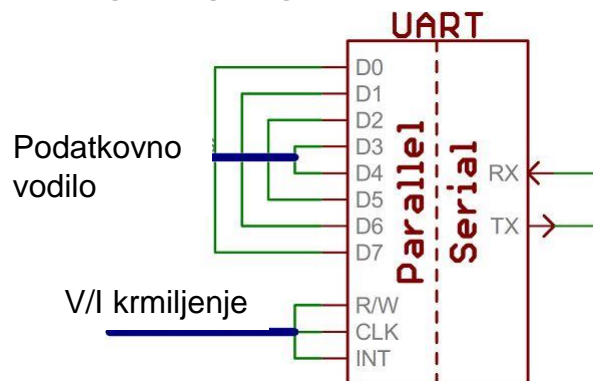 UART
D0
D1
D2
D3
D4
D5
D6
D7
Podatkovno
vodilo
Parallel
Serial
RX
TX
V/I krmiljenje
R/W
CLK
INT